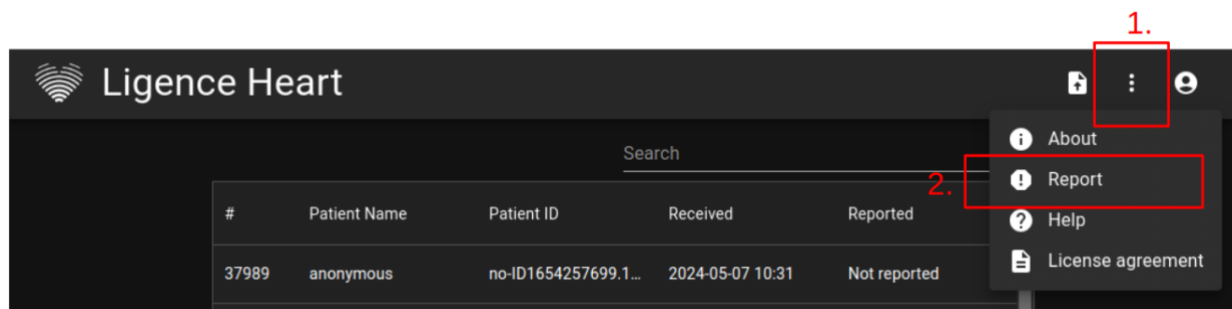 1.
Ligence Heart
About
Search
2.
Report
# Patient Name Patient ID Received Reported
Help
37989 anonymous no-ID1654257699.1... 2024-05-07 10:31 Not reported
License agreement